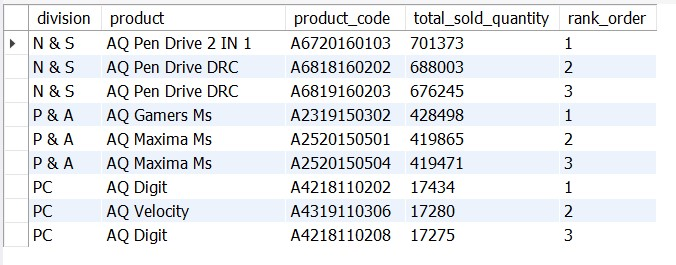 division product product_code total_sold_quantity rank_order
N & S AQ Pen Drive 2 IN 1 A6720160103 701373 1
N & S AQ Pen Drive DRC A6818160202 688003 2
N & S AQ Pen Drive DRC A6819160203 676245 3
P & A AQ Gamers Ms A2319150302 428498 1
P & A AQ Maxima Ms A2520150501 419865 2
P & A AQ Maxima Ms A2520150504 419471 3
PC AQ Digit A4218110202 17434 1
PC AQ Velocity A4319110306 17280 2
PC AQ Digit A4218110208 17275 3